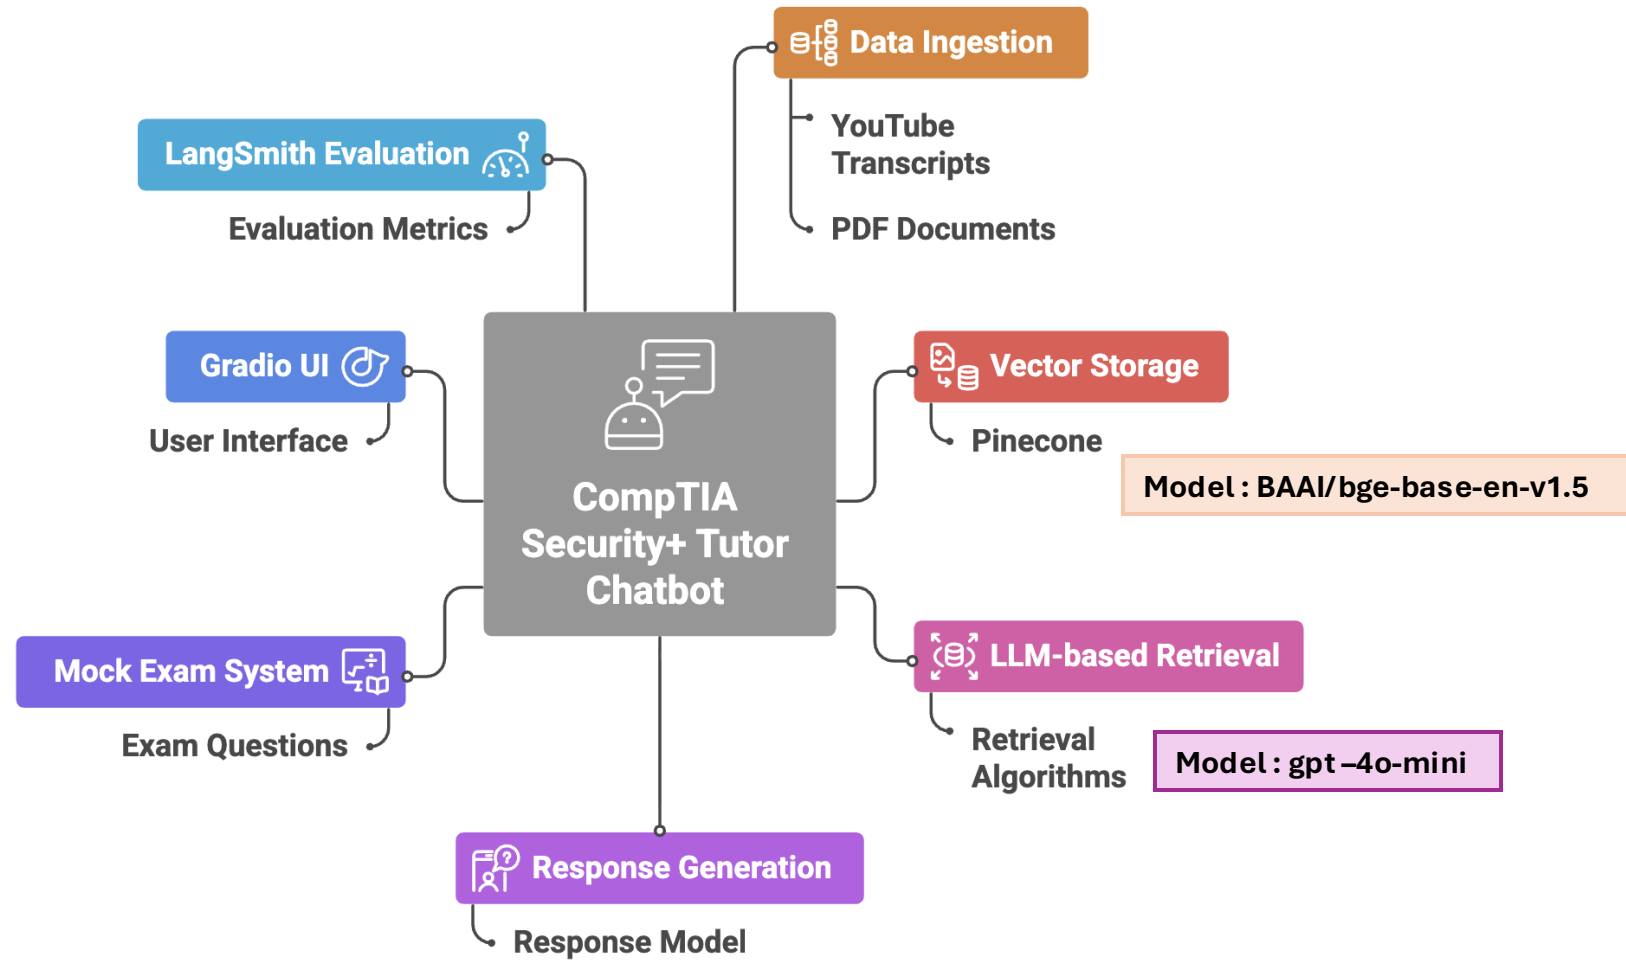 Data Ingestion
YouTube
Transcripts
PDF Documents
LangSmith Evaluation
Evaluation Metrics
Gradio UI
User Interface
Vector Storage
Pinecone
Model : BAAI/bge-base-en-v1.5
CompTIA
Security+ Tutor
Chatbot
Mock Exam System
Exam Questions
LLM-based Retrieval
Retrieval
Algorithms
Model : gpt –4o-mini
Response Generation
Response Model